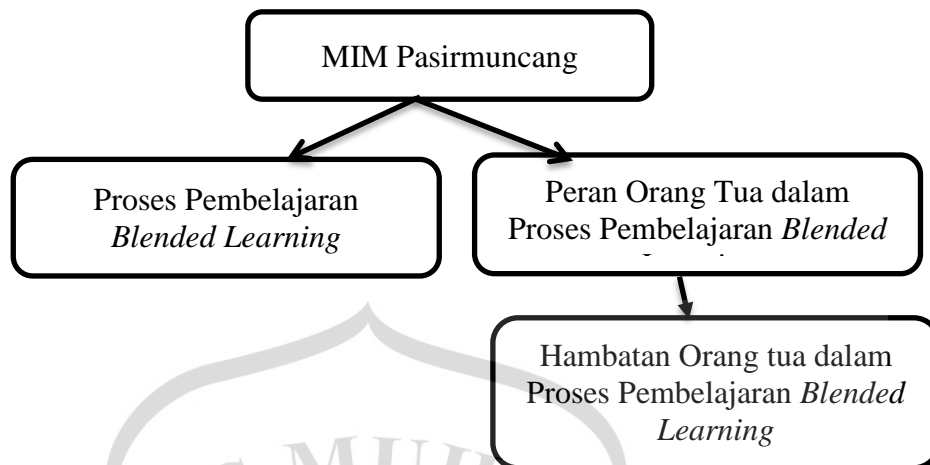 MIM Pasirmuncang
Proses Pembelajaran
Blended Learning
Peran Orang Tua dalam
Proses Pembelajaran Blended
Hambatan Orang tua dalam
Proses Pembelajaran Blended
Learning